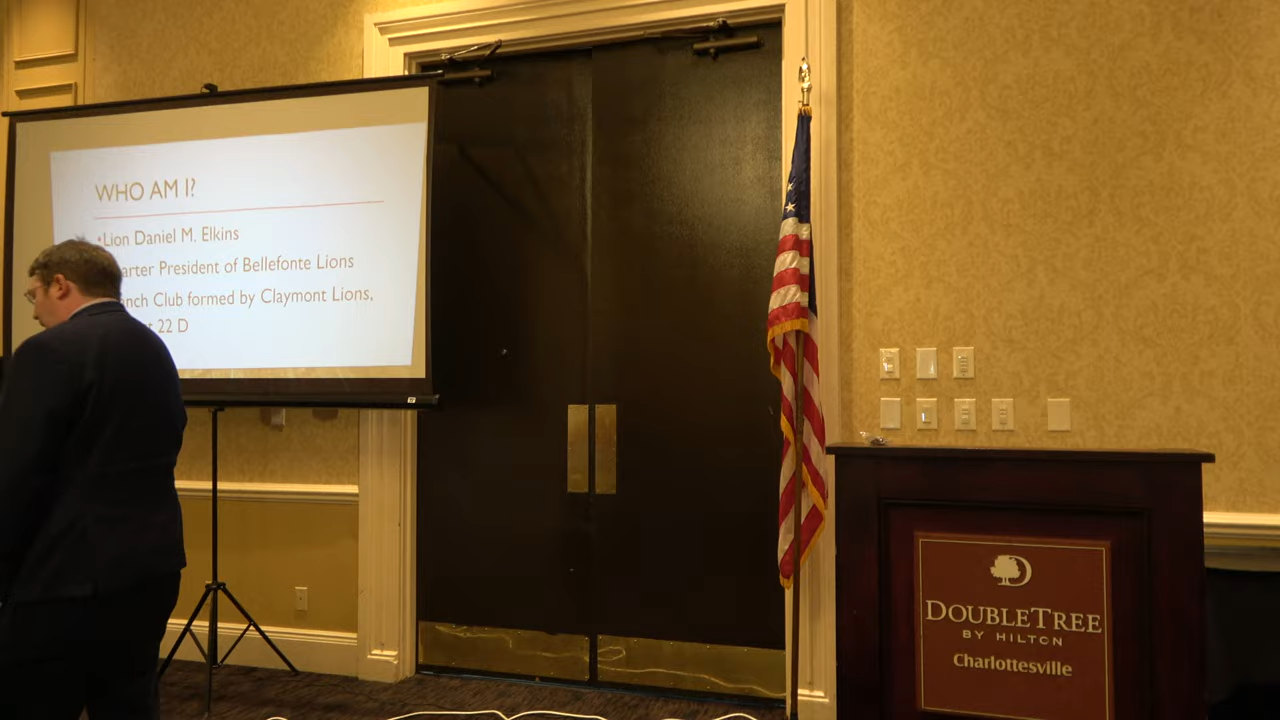 WHO AM I?
•Lion Daniel M. Elkins
arter President of Bellefonte Lions
nch Club formed by Claymont Lions,
22 D
DOUBLETREE
BY HILTON
Charlottesville